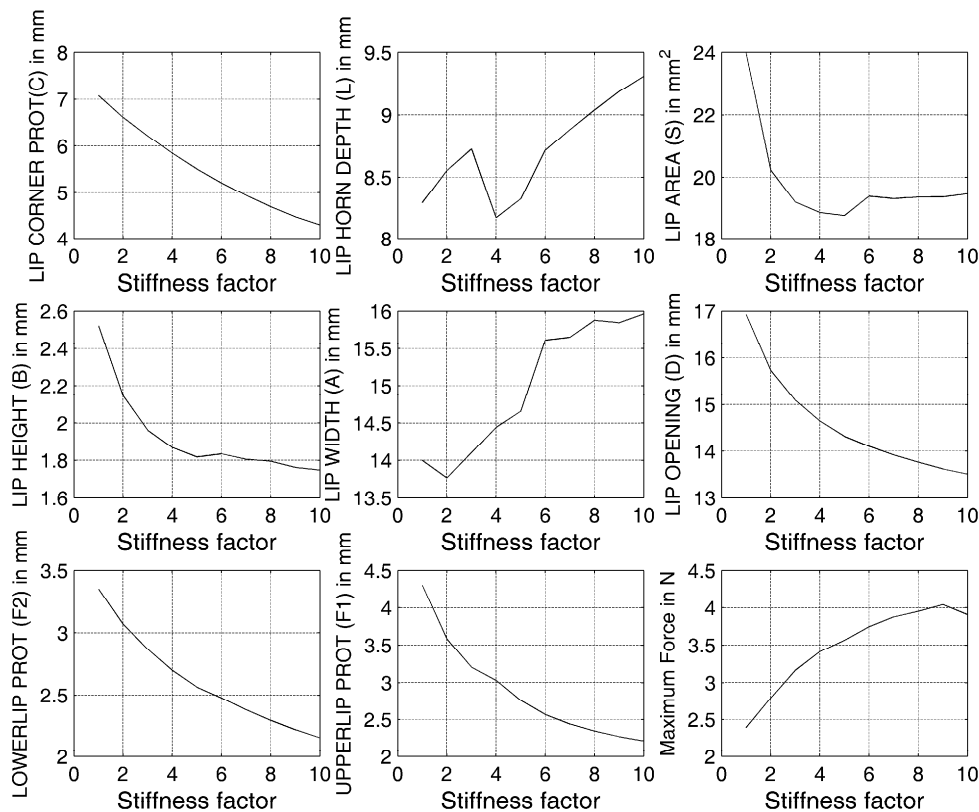 LIP CORNER PROT(C) in mm
8
7
6
5
4
0 2 4 6 8 10
Stiffness factor
LIP HORN DEPTH (L) in mm
9.5
9
8.5
8
0 2 4 6 8 10
Stiffness factor
LIP AREA (S) in mm²
24
22
20
18
0 2 4 6 8 10
Stiffness factor
LIP HEIGHT (B) in mm
2.6
2.4
2.2
2
1.8
1.6
0 2 4 6 8 10
Stiffness factor
LIP WIDTH (A) in mm
16
15.5
15
14.5
14
13.5
0 2 4 6 8 10
Stiffness factor
LIP OPENING (D) in mm
17
16
15
14
13
0 2 4 6 8 10
Stiffness factor
LOWERLIP PROT (F2) in mm
3.5
3
2.5
2
0 2 4 6 8 10
Stiffness factor
UPPERLIP PROT (F1) in mm
4.5
4
3.5
3
2.5
2
0 2 4 6 8 10
Stiffness factor
Maximum Force in N
4.5
4
3.5
3
2.5
2
0 2 4 6 8 10
Stiffness factor